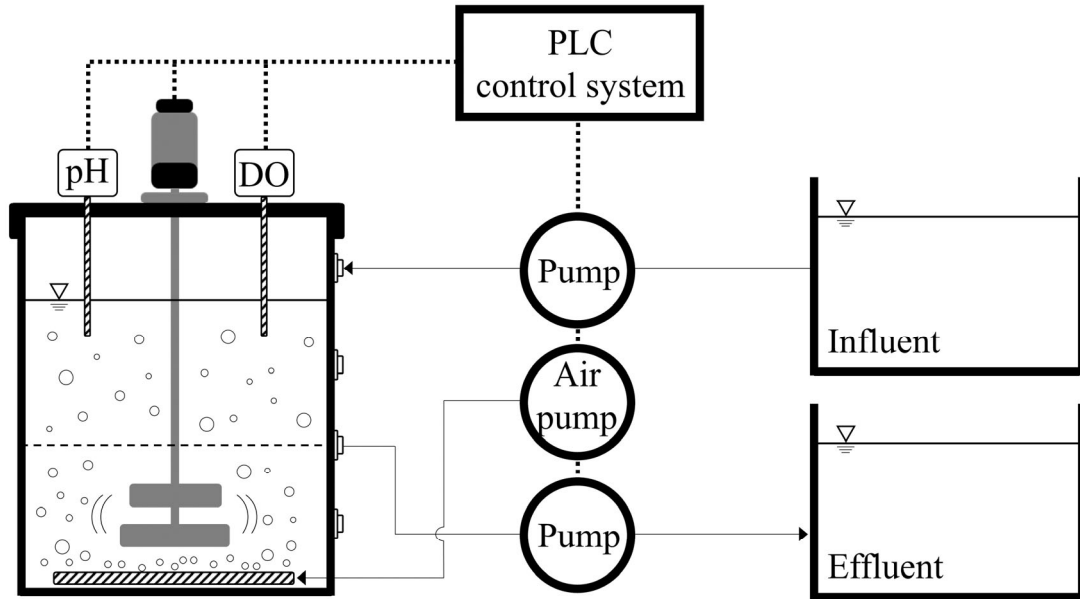 PLC
control system
pH
DO
Pump
Influent
Air
pump
Pump
Effluent